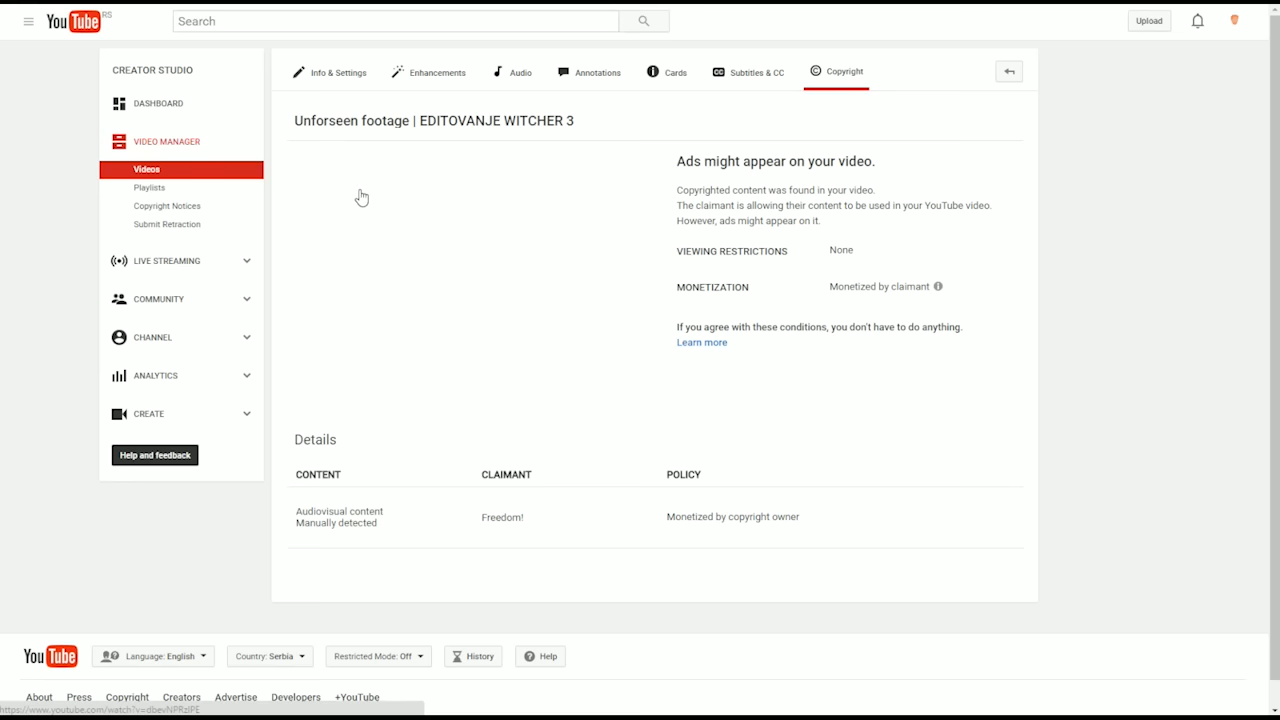 YouTube RS
Search
Upload
CREATOR STUDIO
DASHBOARD
VIDEO MANAGER
Videos
Playlists
Copyright Notices
Submit Retraction
LIVE STREAMING
COMMUNITY
CHANNEL
ANALYTICS
CREATE
Help and feedback
Info & Settings
Enhancements
Audio
Annotations
Cards
CC Subtitles & CC
© Copyright
Unforseen footage | EDITOVANJE WITCHER 3
Ads might appear on your video.
Copyrighted content was found in your video.
The claimant is allowing their content to be used in your YouTube video.
However, ads might appear on it.
VIEWING RESTRICTIONS None
MONETIZATION Monetized by claimant
If you agree with these conditions, you don't have to do anything.
Learn more
Details
CONTENT CLAIMANT POLICY
Audiovisual content
Manually detected
Freedom!
Monetized by copyright owner
YouTube
Language: English
Country: Serbia
Restricted Mode: Off
History
Help
About Press Copyright Creators Advertise Developers +YouTube